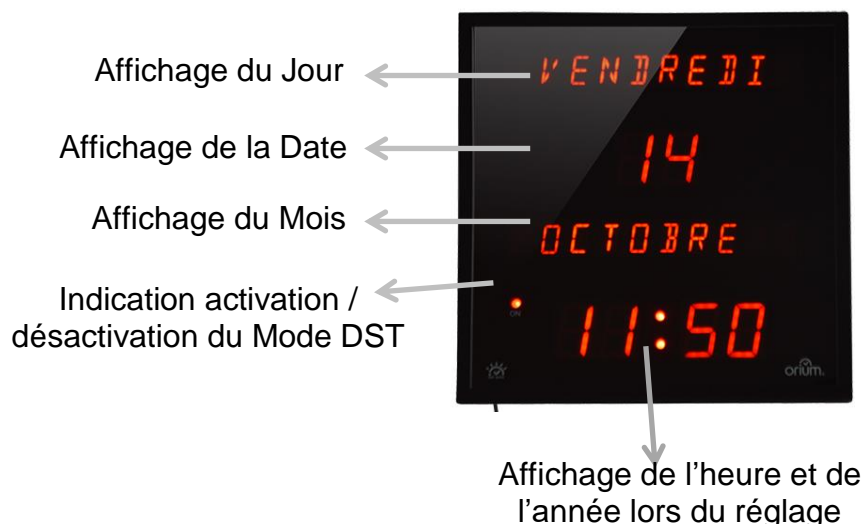 Affichage du Jour
VENDREDI
Affichage de la Date
14
Affichage du Mois
OCTOBRE
Indication activation /
désactivation du Mode DST
ON
11:50
orium.
Affichage de l’heure et de
l’année lors du réglage